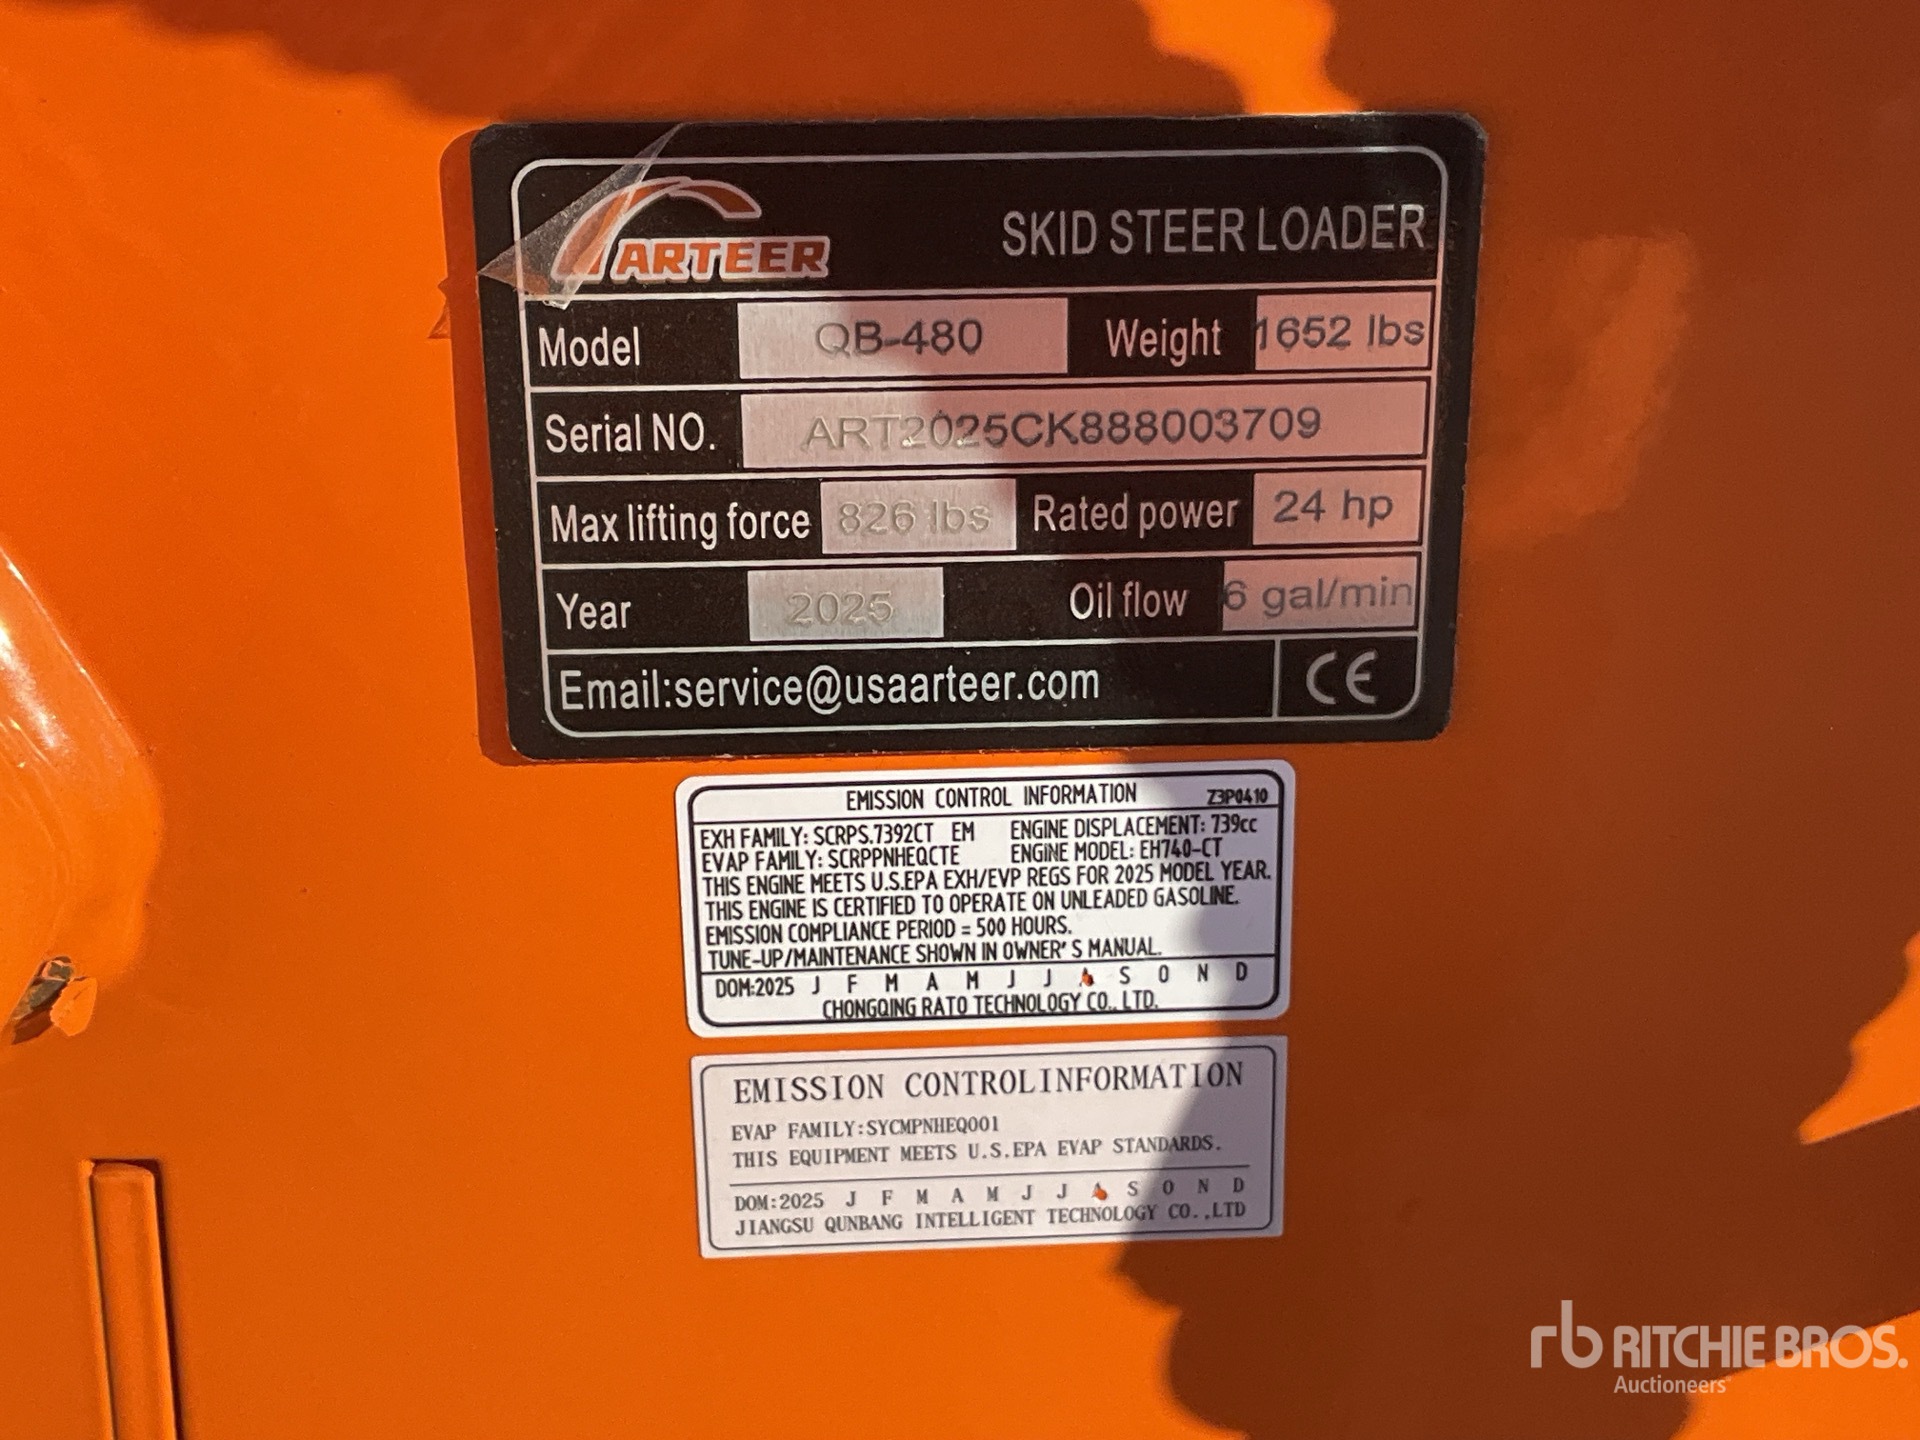 ARTEER SKID STEER LOADER
Model QB-480 Weight 1652 lbs
Serial NO. ART2025CK888003709
Max lifting force 826 lbs Rated power 24 hp
Year 2025 Oil flow 6 gal/min
Email:service@usaarteer.com CE
EMISSION CONTROL INFORMATION Z3P0410
EXH FAMILY: SCRPS.7392CT EM ENGINE DISPLACEMENT: 739cc
EVAP FAMILY: SCRPPNHEQCTE ENGINE MODEL: EH740-CT
THIS ENGINE MEETS U.S.EPA EXH/EVP REGS FOR 2025 MODEL YEAR.
THIS ENGINE IS CERTIFIED TO OPERATE ON UNLEADED GASOLINE.
EMISSION COMPLIANCE PERIOD = 500 HOURS.
TUNE-UP/MAINTENANCE SHOWN IN OWNER'S MANUAL.
DOM:2025 J F M A M J J A S O N D
CHONGQING RATO TECHNOLOGY CO., LTD.
EMISSION CONTROLINFORMATION
EVAP FAMILY:SYCMPNHEQ001
THIS EQUIPMENT MEETS U.S.EPA EVAP STANDARDS.
DOM:2025 J F M A M J J A S O N D
JIANGSU QUNBANG INTELLIGENT TECHNOLOGY CO.,LTD
rb RITCHIE BROS.
Auctioneers